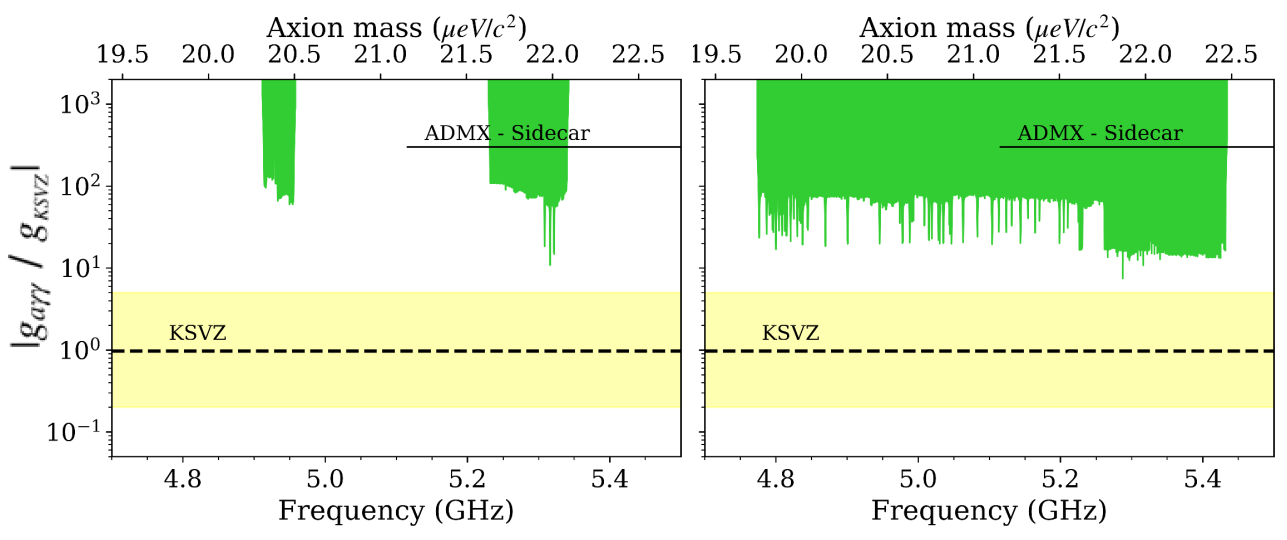 Axion mass (μeV/c²)
19.5 20.0 20.5 21.0 21.5 22.0 22.5
10³
10²
10¹
10⁰
10⁻¹
|gₐᵧᵧ / g_KSVZ|
ADMX - Sidecar
KSVZ
4.8 5.0 5.2 5.4
Frequency (GHz)
Axion mass (μeV/c²)
19.5 20.0 20.5 21.0 21.5 22.0 22.5
ADMX - Sidecar
KSVZ
4.8 5.0 5.2 5.4
Frequency (GHz)